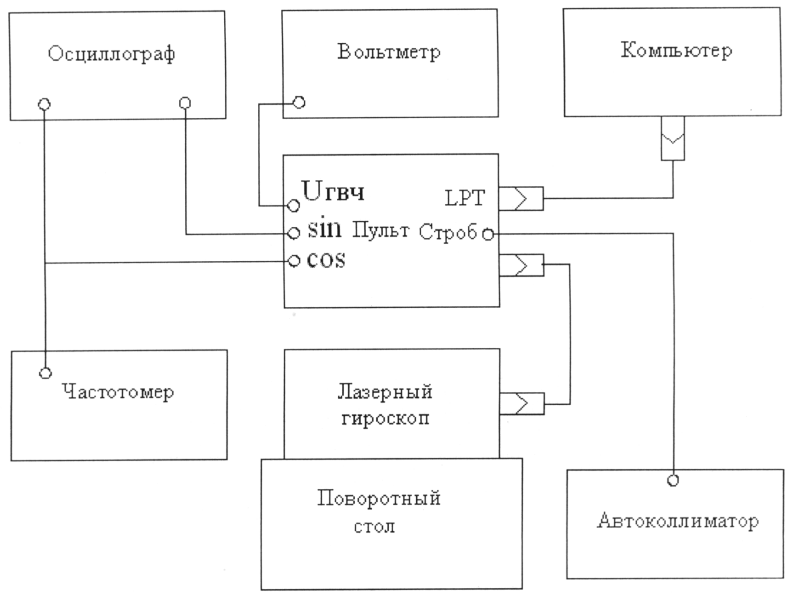 Осциллограф
Вольтметр
Компьютер
Uгвч
LPT
sin Пульт Строб
cos
Частотомер
Лазерный
гироскоп
Поворотный
стол
Автоколлиматор